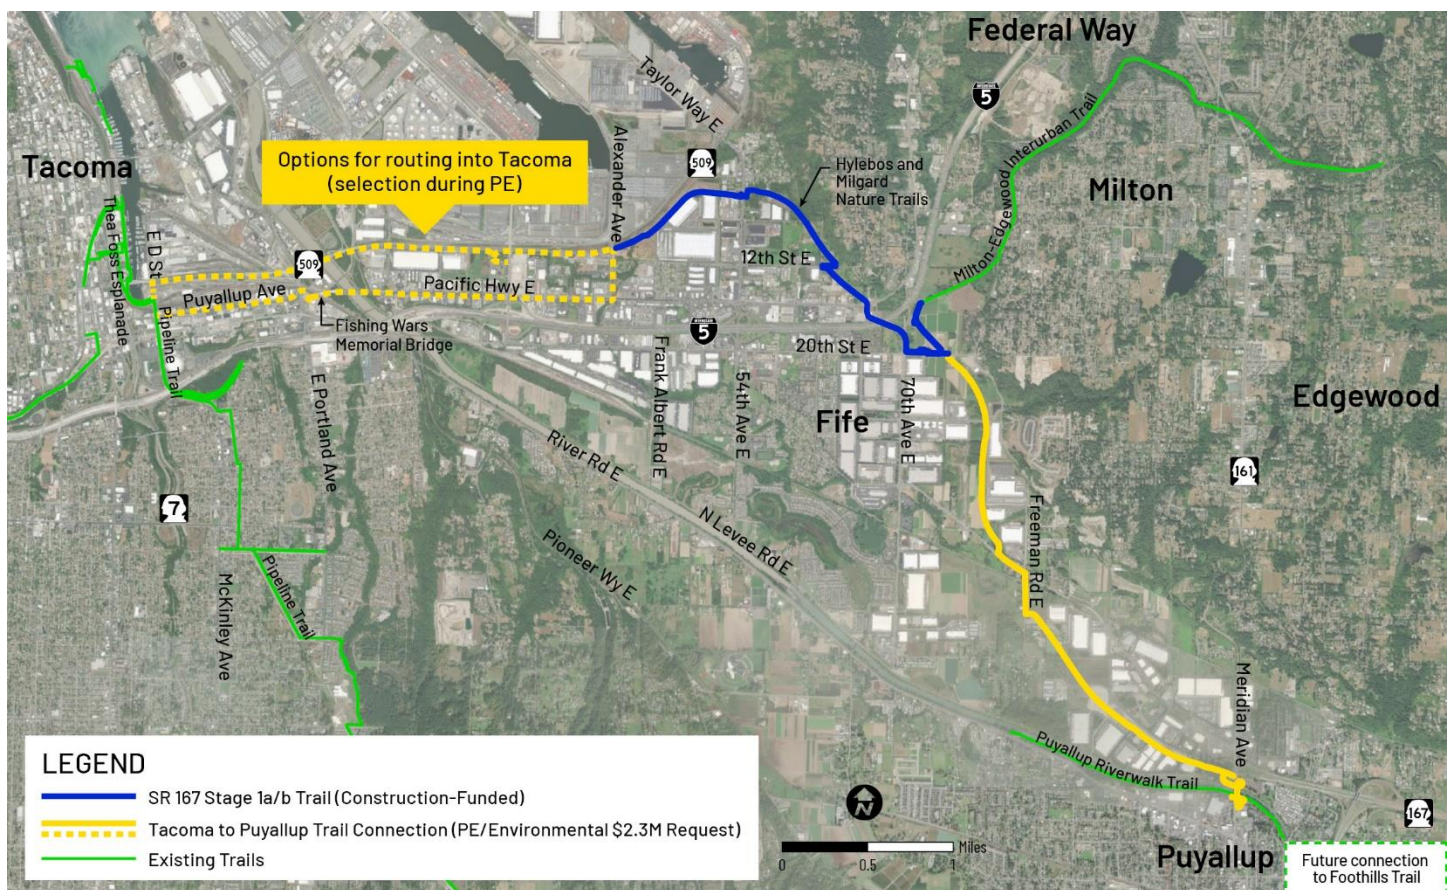 Federal Way
5
Taylor Way E
Alexander Ave
509
Tacoma
Options for routing into Tacoma
(selection during PE)
Hylebos and
Milgard
Nature Trails
Milton-Edgewood Interurban Trail
Milton
Thea Foss Esplanade
E D St
509
12th St E
Puyallup Ave
Pacific Hwy E
Fishing Wars
Memorial Bridge
Pipeline Trail
5
20th St E
E Portland Ave
Frank Albert Rd E
54th Ave E
Fife
70th Ave E
Edgewood
161
7
River Rd E
N Levee Rd E
Freeman Rd E
Pioneer Wy E
McKinley Ave
Pipeline Trail
Meridian Ave
Puyallup Riverwalk Trail
LEGEND
SR 167 Stage 1a/b Trail (Construction-Funded)
Tacoma to Puyallup Trail Connection (PE/Environmental $2.3M Request)
Existing Trails
N
Miles
0 0.5 1
167
Puyallup
Future connection
to Foothills Trail